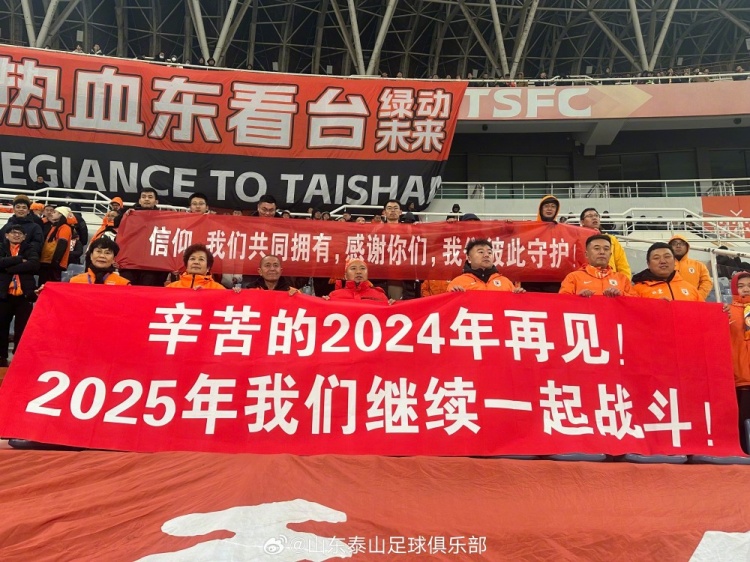 热血东看台 绿动
未来
TSFC
EGIANCE TO TAISHAN
信仰,我们共同拥有,感谢你们,我们彼此守护!
辛苦的2024年再见!
2025年我们继续一起战斗!
@山东泰山足球俱乐部